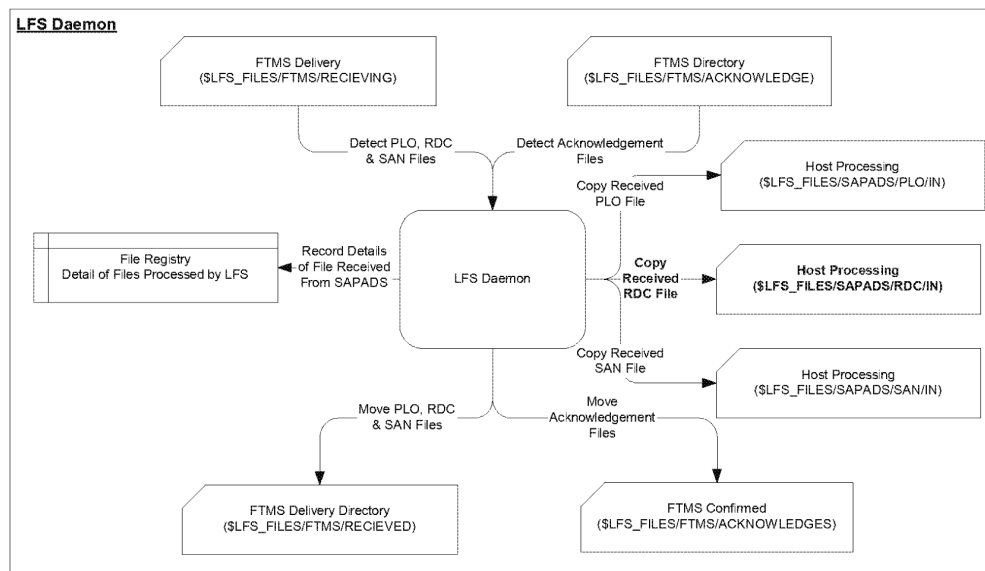 LFS Daemon
FTMS Delivery
($LFS_FILES/FTMS/RECIEVING)
FTMS Directory
($LFS_FILES/FTMS/ACKNOWLEDGE)
Detect PLO, RDC
& SAN Files
Detect Acknowledgement
Files
Host Processing
($LFS_FILES/SAPADS/PLO/IN)
Copy Received
PLO File
File Registry
Detail of Files Processed by LFS
Record Details
of File Received
From SAPADS
LFS Daemon
Copy
Received
RDC File
Host Processing
($LFS_FILES/SAPADS/RDC/IN)
Copy Received
SAN File
Host Processing
($LFS_FILES/SAPADS/SAN/IN)
Move PLO, RDC
& SAN Files
Move
Acknowledgement
Files
FTMS Delivery Directory
($LFS_FILES/FTMS/RECIEVED)
FTMS Confirmed
($LFS_FILES/FTMS/ACKNOWLEDGES)